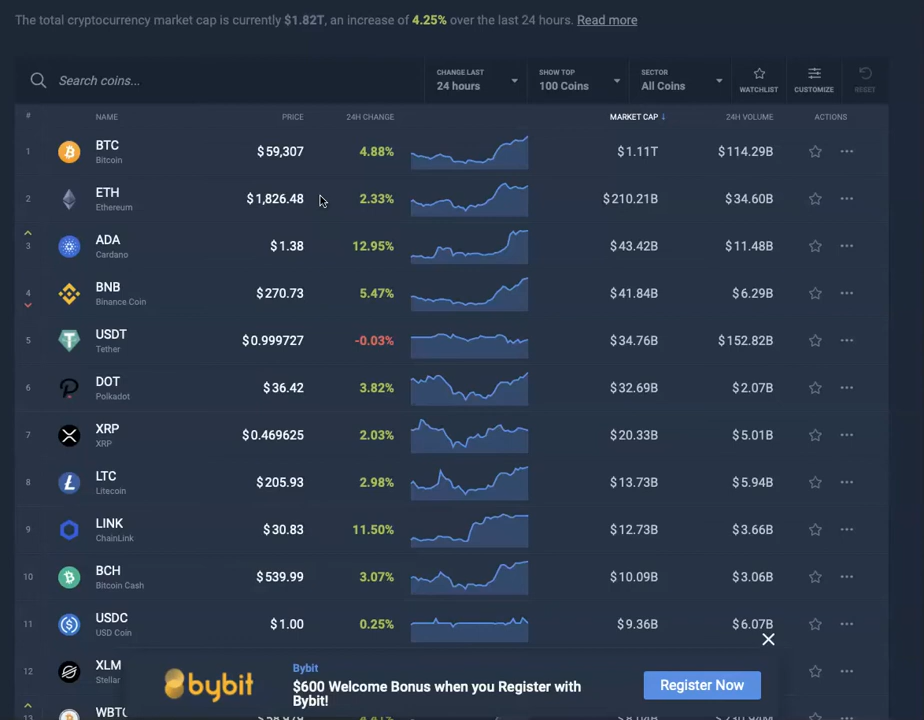 The total cryptocurrency market cap is currently $1.82T, an increase of 4.25% over the last 24 hours. Read more
Search coins...
CHANGE LAST
24 hours
SHOW TOP
100 Coins
SECTOR
All Coins
WATCHLIST
CUSTOMIZE
RESET
# NAME PRICE 24H CHANGE MARKET CAP ↓ 24H VOLUME ACTIONS
1 BTC $59,307 4.88% $1.11T $114.29B
Bitcoin
2 ETH $1,826.48 2.33% $210.21B $34.60B
Ethereum
3 ADA $1.38 12.95% $43.42B $11.48B
Cardano
4 BNB $270.73 5.47% $41.84B $6.29B
Binance Coin
5 USDT $0.999727 -0.03% $34.76B $152.82B
Tether
6 DOT $36.42 3.82% $32.69B $2.07B
Polkadot
7 XRP $0.469625 2.03% $20.33B $5.01B
XRP
8 LTC $205.93 2.98% $13.73B $5.94B
Litecoin
9 LINK $30.83 11.50% $12.73B $3.66B
ChainLink
10 BCH $539.99 3.07% $10.09B $3.06B
Bitcoin Cash
11 USDC $1.00 0.25% $9.36B $6.07B
USD Coin
12 XLM
Stellar
bybit
Bybit
$600 Welcome Bonus when you Register with
Bybit!
Register Now
13 WBTC